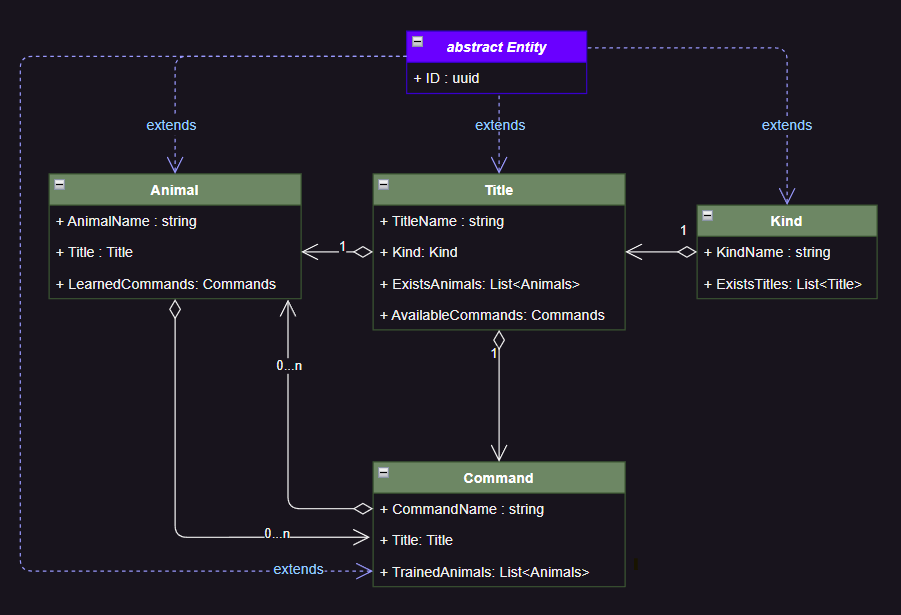 abstract Entity
+ ID : uuid
extends
extends
extends
Animal
+ AnimalName : string
+ Title : Title
+ LearnedCommands: Commands
Title
+ TitleName : string
+ Kind: Kind
+ ExistsAnimals: List<Animals>
+ AvailableCommands: Commands
Kind
+ KindName : string
+ ExistsTitles: List<Title>
1
1
1
0...n
0...n
Command
+ CommandName : string
+ Title: Title
+ TrainedAnimals: List<Animals>
extends